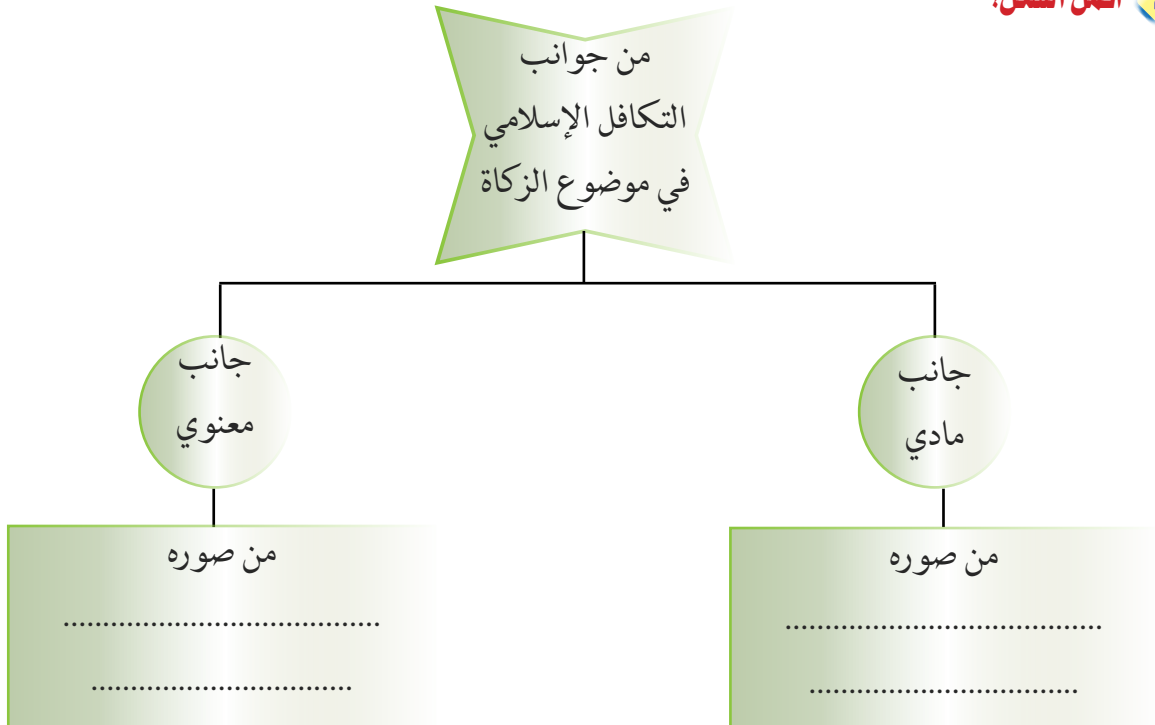 من جوانب
التكافل الإسلامي
في موضوع الزكاة
جانب
مادي
جانب
معنوي
من صوره
........................................
..................................
من صوره
........................................
.................................